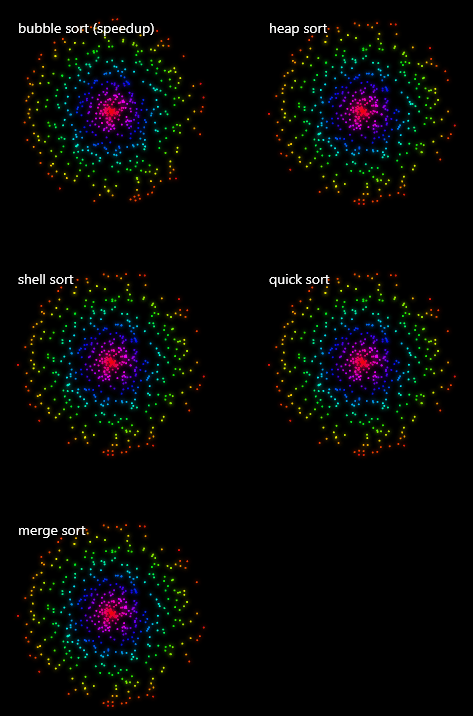 bubble sort (speedup)
heap sort
shell sort
quick sort
merge sort